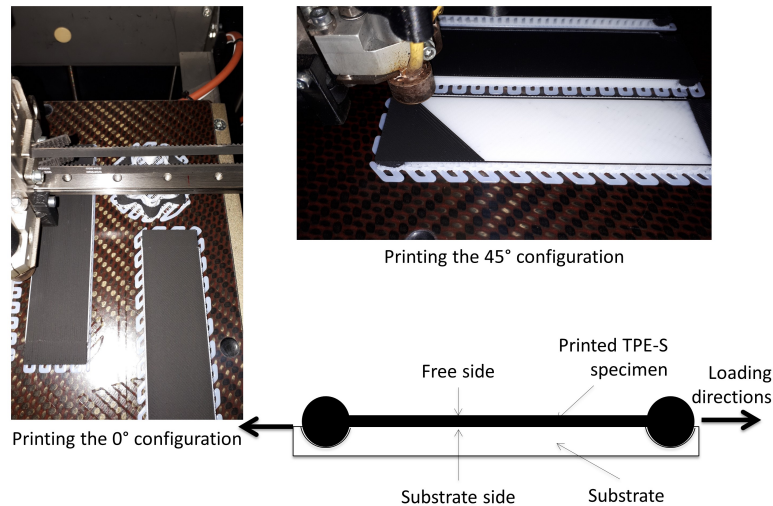 Printing the 45° configuration
Printing the 0° configuration
Free side
Printed TPE-S
specimen
Loading
directions
Substrate side
Substrate